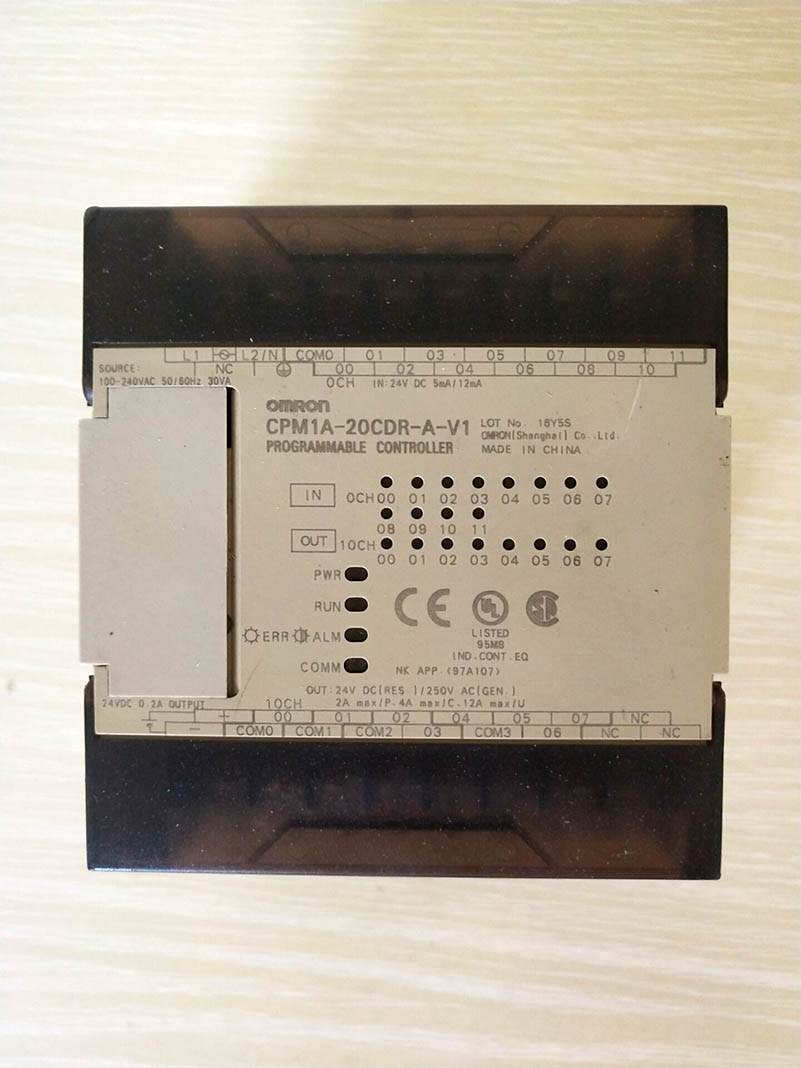 L1 L2/N COM0 01 03 05 07 09 11
SOURCE: NC 00 02 04 06 08 10
100-240VAC 50/60Hz 30VA 0CH IN:24V DC 5mA/12mA
OMRON
CPM1A-20CDR-A-V1 LOT No. 16Y5S
OMRON(Shanghai) Co.,Ltd.
PROGRAMMABLE CONTROLLER MADE IN CHINA
IN 0CH 00 01 02 03 04 05 06 07
08 09 10 11
OUT 10CH 00 01 02 03 04 05 06 07
PWR
RUN
ERR ALM
COMM
CE UL
LISTED
95M8
IND.CONT.EQ
NK APP.(97A107)
OUT:24V DC(RES.)/250V AC(GEN.)
24VDC 0.2A OUTPUT 10CH 2A max/P.4A max/C.12A max/U
+ 00 01 02 04 05 07 NC
- COM0 COM1 COM2 03 COM3 06 NC NC